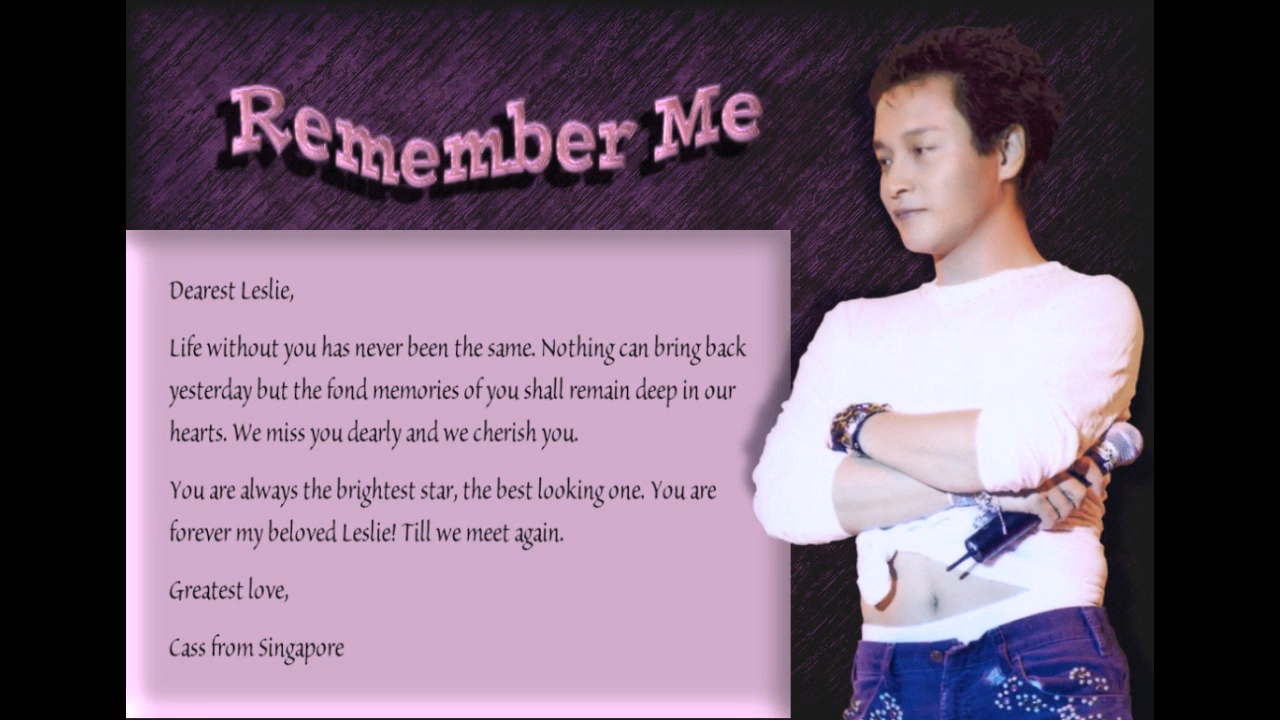 Remember Me
Dearest Leslie,
Life without you has never been the same. Nothing can bring back
yesterday but the fond memories of you shall remain deep in our
hearts. We miss you dearly and we cherish you.
You are always the brightest star, the best looking one. You are
forever my beloved Leslie! Till we meet again.
Greatest love,
Cass from Singapore